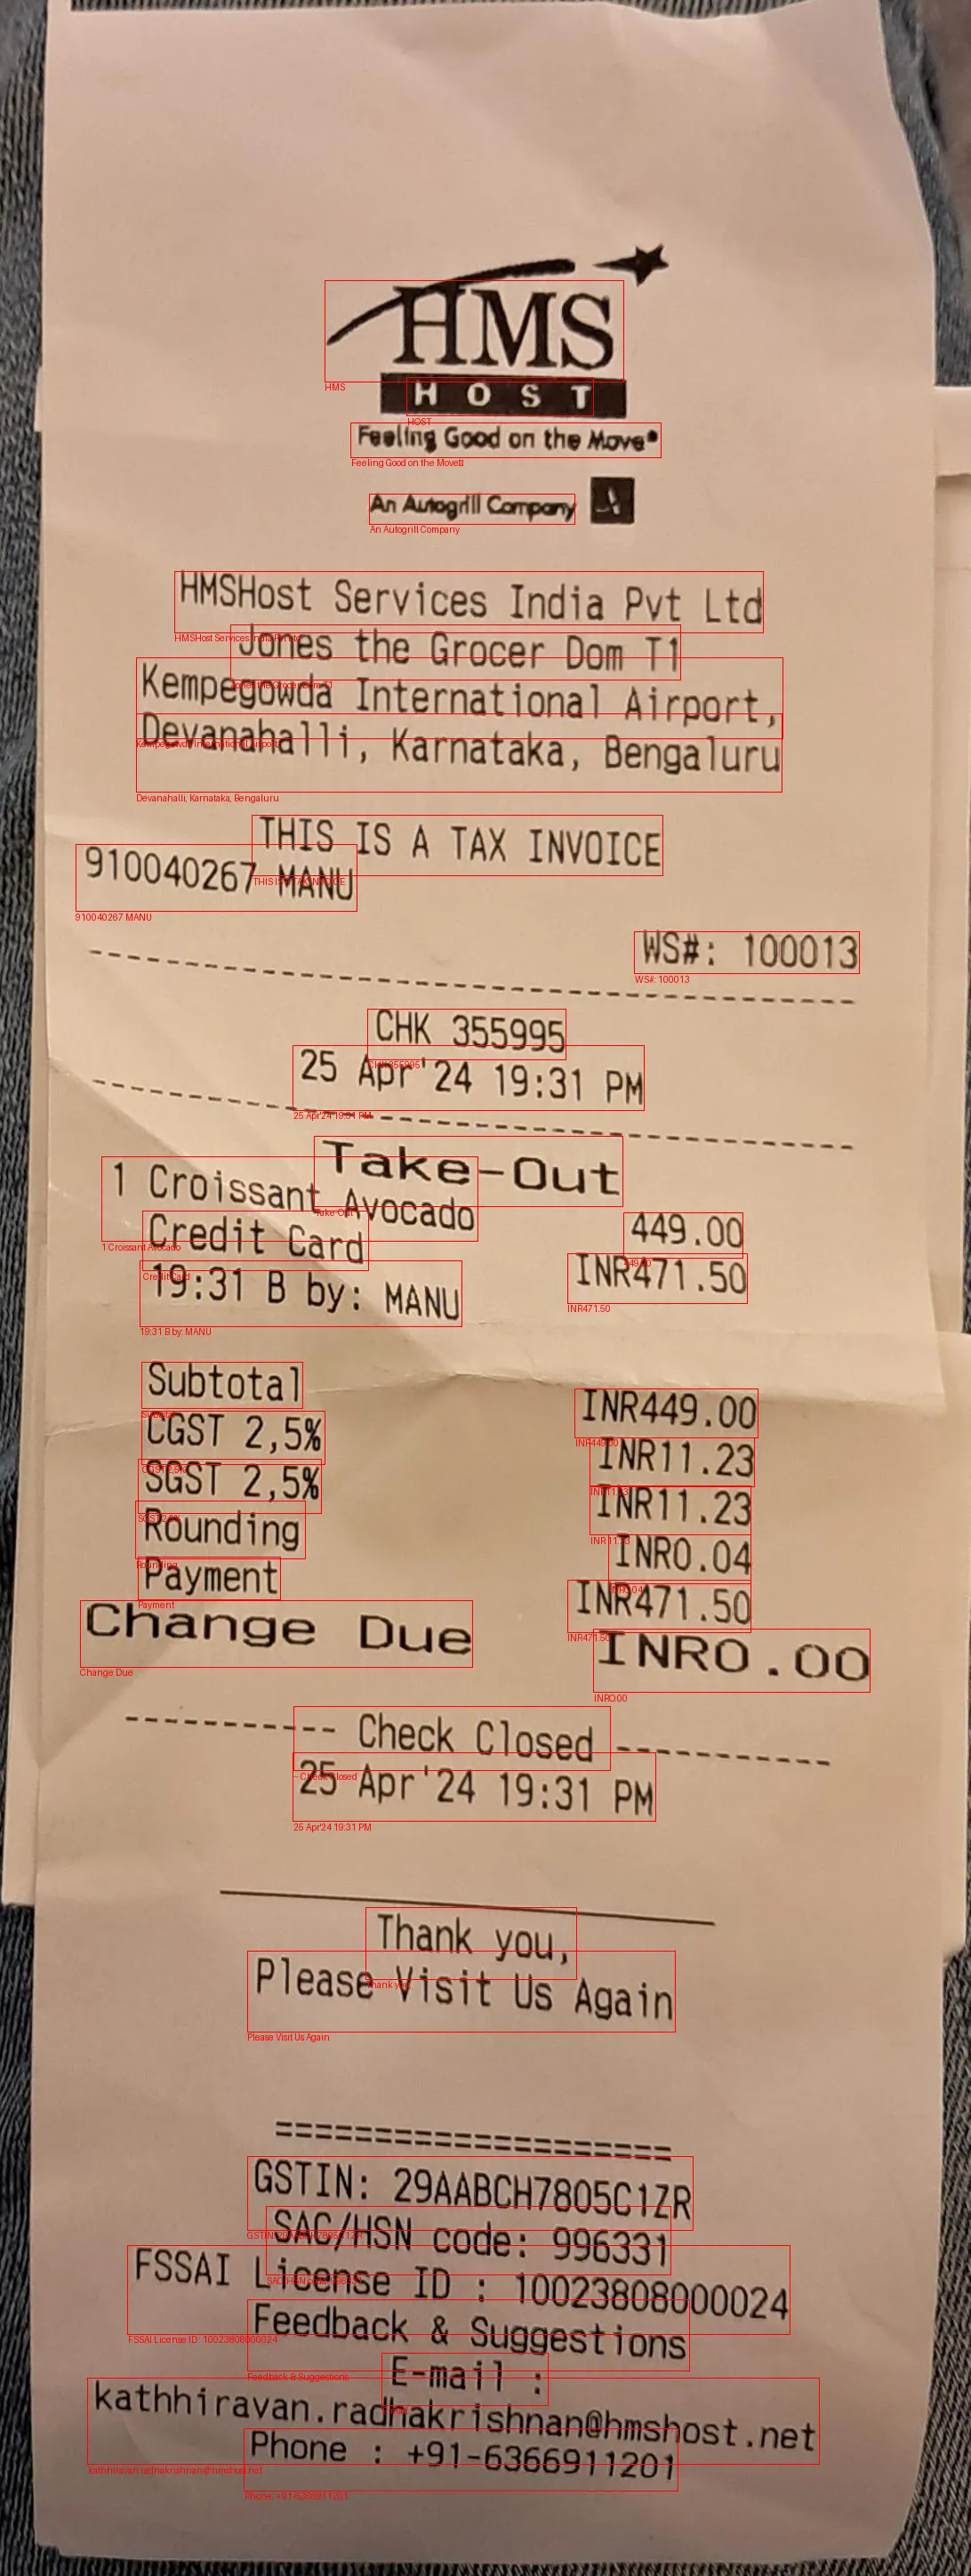 HMS
HOST
Feeling Good on the Move®
An Autogrill Company
HMSHost Services India Pvt Ltd
Jones the Grocer Dom T1
Kempegowda International Airport,
Devanahalli, Karnataka, Bengaluru
THIS IS A TAX INVOICE
910040267 MANU
WS#: 100013
CHK 355995
25 Apr'24 19:31 PM
Take-Out
1 Croissant Avocado 449.00
Credit Card INR471.50
19:31 B by: MANU
Subtotal INR449.00
CGST 2,5% INR11.23
SGST 2,5% INR11.23
Rounding INR0.04
Payment INR471.50
Change Due INR0.00
---------- Check Closed ----------
25 Apr'24 19:31 PM
Thank you,
Please Visit Us Again
====================
GSTIN: 29AABCH7805C1ZR
SAC/HSN code: 996331
FSSAI License ID : 10023808000024
Feedback & Suggestions
E-mail :
kathhiravan.radhakrishnan@hmshost.net
Phone : +91-6366911201